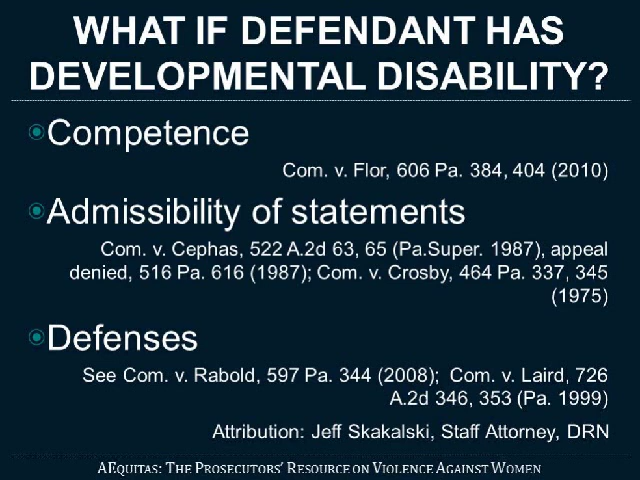 WHAT IF DEFENDANT HAS
DEVELOPMENTAL DISABILITY?
Competence
Com. v. Flor, 606 Pa. 384, 404 (2010)
Admissibility of statements
Com. v. Cephas, 522 A.2d 63, 65 (Pa.Super. 1987), appeal
denied, 516 Pa. 616 (1987); Com. v. Crosby, 464 Pa. 337, 345
(1975)
Defenses
See Com. v. Rabold, 597 Pa. 344 (2008); Com. v. Laird, 726
A.2d 346, 353 (Pa. 1999)
Attribution: Jeff Skakalski, Staff Attorney, DRN
AEQUITAS: THE PROSECUTORS' RESOURCE ON VIOLENCE AGAINST WOMEN